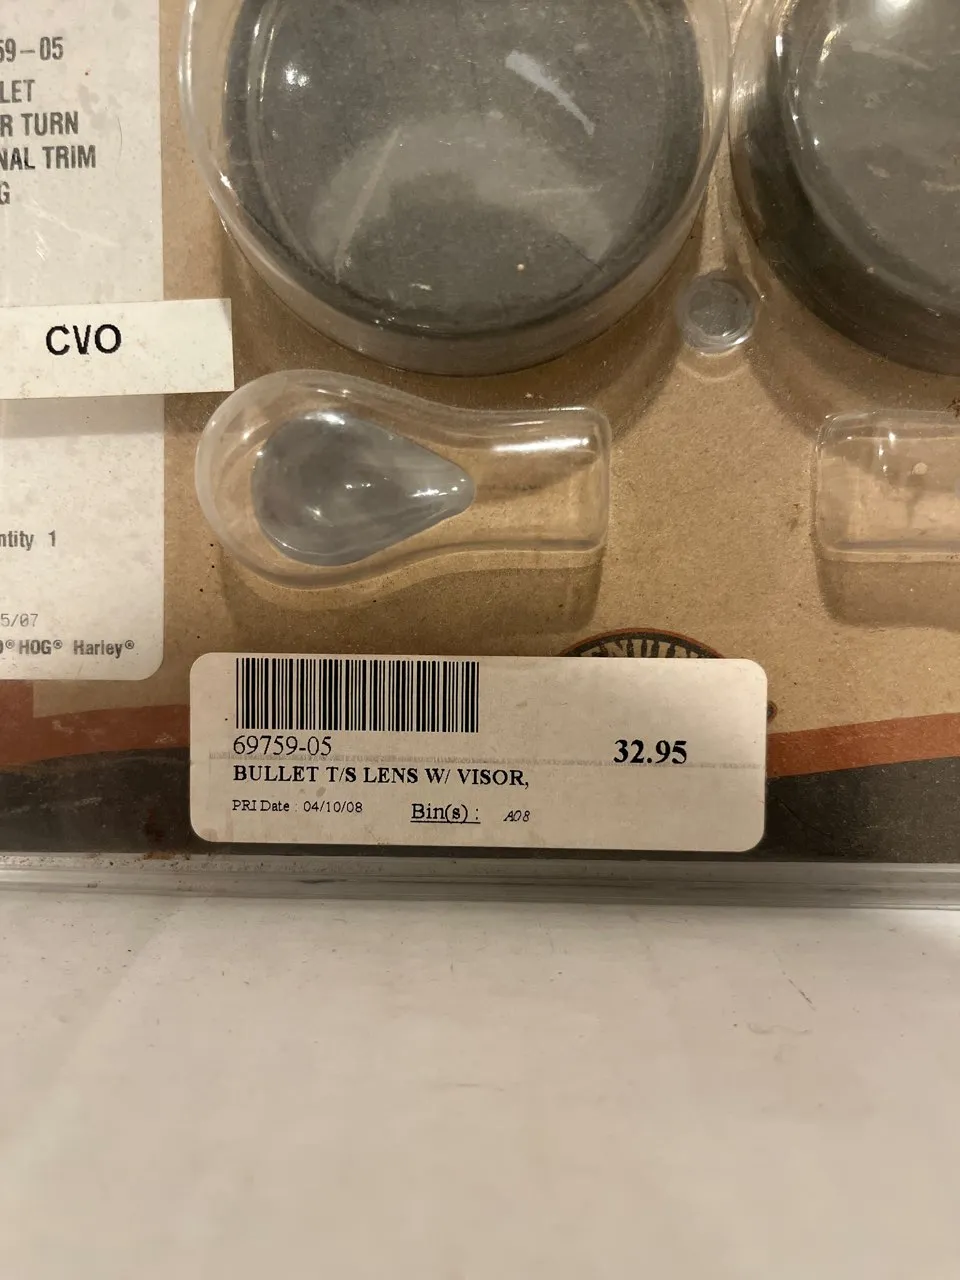 59-05
LET
R TURN
NAL TRIM
G
CVO
ntity 1
5/07
® HOG® Harley®
ENUIN
69759-05
32.95
BULLET T/S LENS W/ VISOR,
PRI Date : 04/10/08
Bin(s) : A08